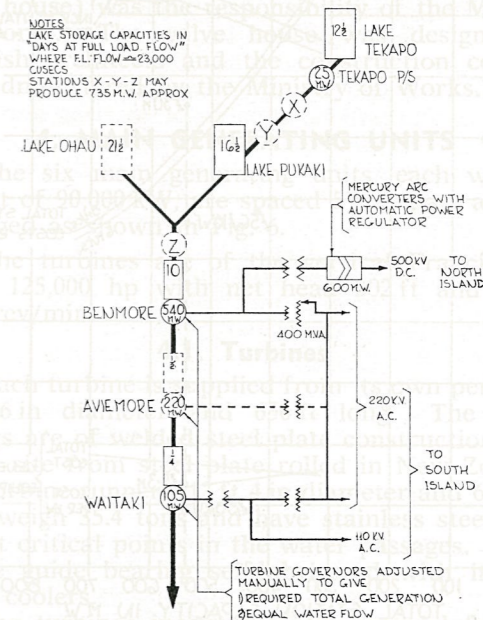 NOTES
LAKE STORAGE CAPACITIES IN
"DAYS AT FULL LOAD FLOW"
WHERE F.L. FLOW = 23,000
CUSECS
STATIONS X-Y-Z MAY
PRODUCE 735 M.W. APPROX
12½
LAKE
TEKAPO
25
MW
TEKAPO P/S
X
Y
LAKE OHAU
21½
16½
LAKE PUKAKI
Z
10
MERCURY ARC
CONVERTERS WITH
AUTOMATIC POWER
REGULATOR
600 M.W.
500 KV
D.C.
TO
NORTH
ISLAND
BENMORE
540
MW
400 MVA
AVIEMORE
220
MW
220 KV
A.C.
TO
SOUTH
ISLAND
¼
WAITAKI
105
MW
110 KV
A.C.
TURBINE GOVERNORS ADJUSTED
MANUALLY TO GIVE
1) REQUIRED TOTAL GENERATION
2) EQUAL WATER FLOW